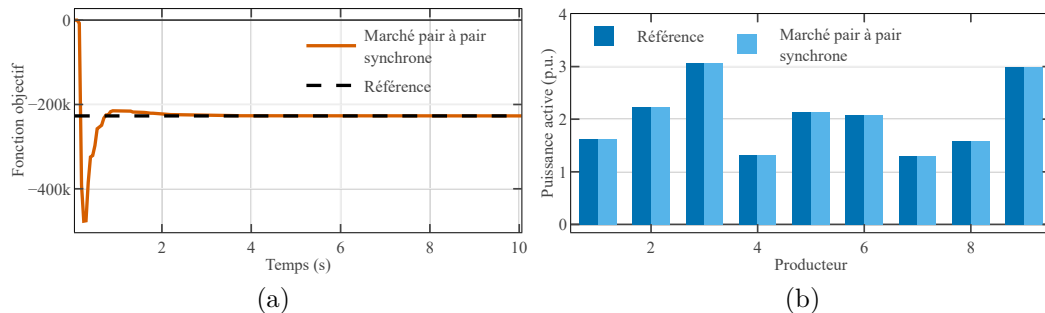 0
−200k
−400k
Fonction objectif
Marché pair à pair
synchrone
Référence
2
4
6
8
10
Temps (s)
(a)
4
3
2
1
0
Puissance active (p.u.)
Référence
Marché pair à pair
synchrone
2
4
6
8
Producteur
(b)